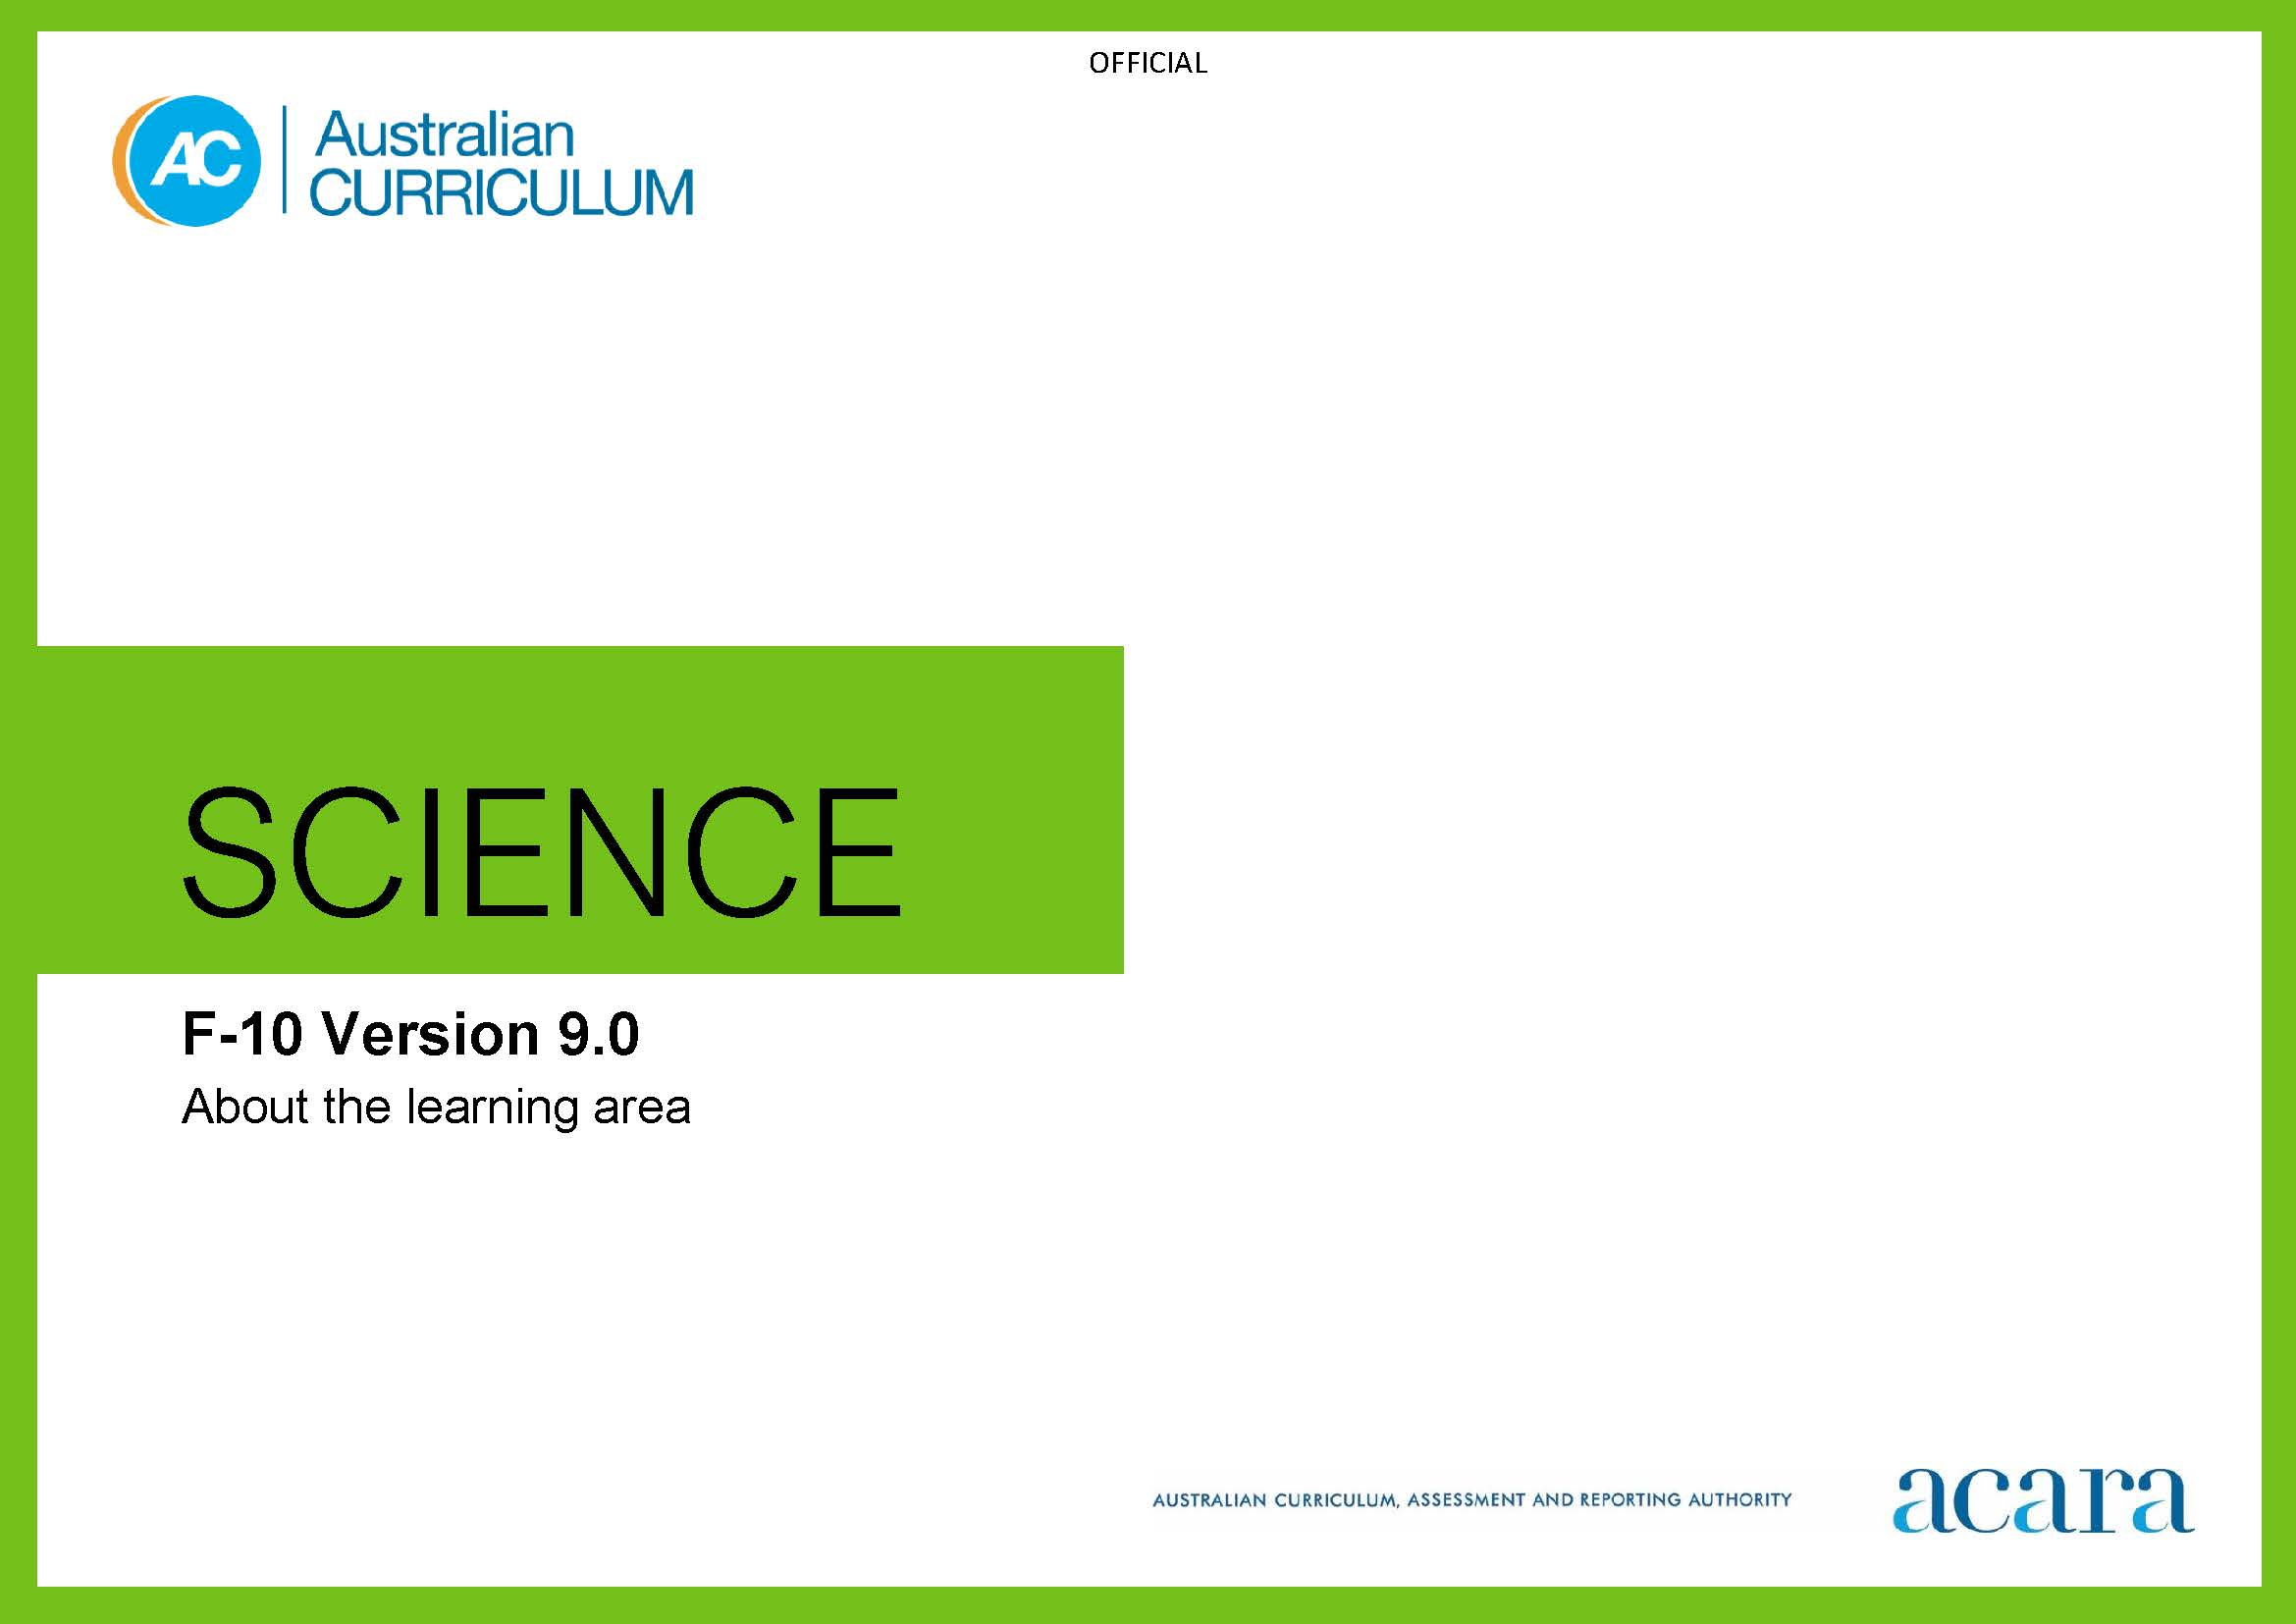 OFFICIAL
AC
Australian
CURRICULUM
SCIENCE
F-10 Version 9.0
About the learning area
AUSTRALIAN CURRICULUM, ASSESSMENT AND REPORTING AUTHORITY
acara